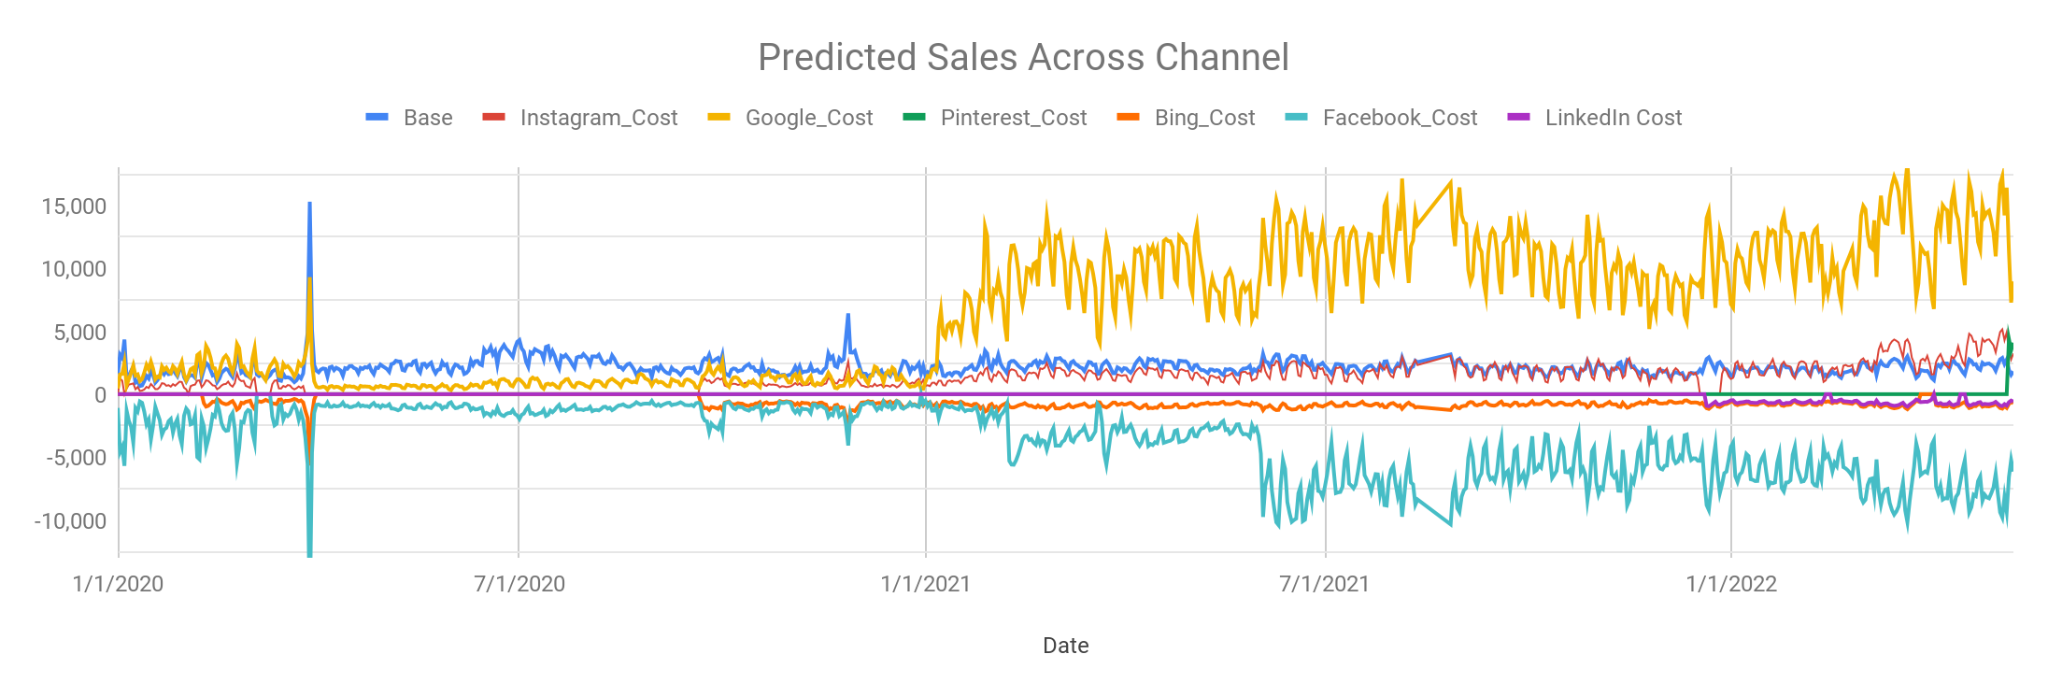 Predicted Sales Across Channel
Base Instagram_Cost Google_Cost Pinterest_Cost Bing_Cost Facebook_Cost LinkedIn Cost
15,000
10,000
5,000
0
-5,000
-10,000
1/1/2020 7/1/2020 1/1/2021 7/1/2021 1/1/2022
Date